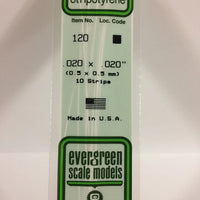 Item No. Loc. Code
120
.020 x .020"
(0.5 x 0.5 mm)
10 Strips
Made in U.S.A.
evergreen
scale models